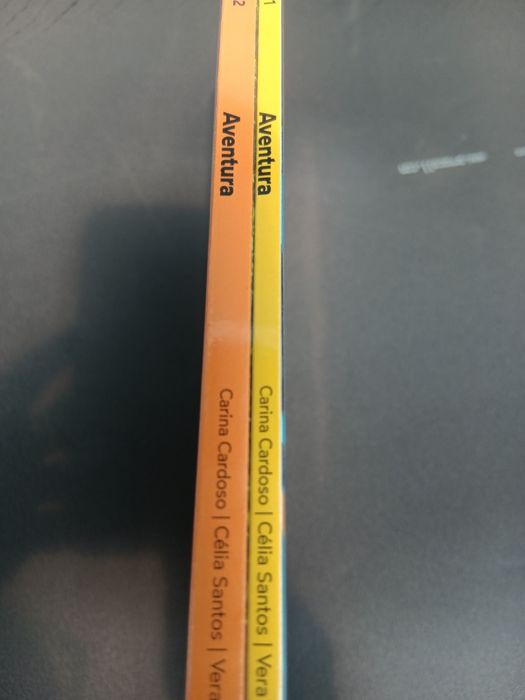 1 Aventura Carina Cardoso | Célia Santos | Vera
2 Aventura Carina Cardoso | Célia Santos | Vera